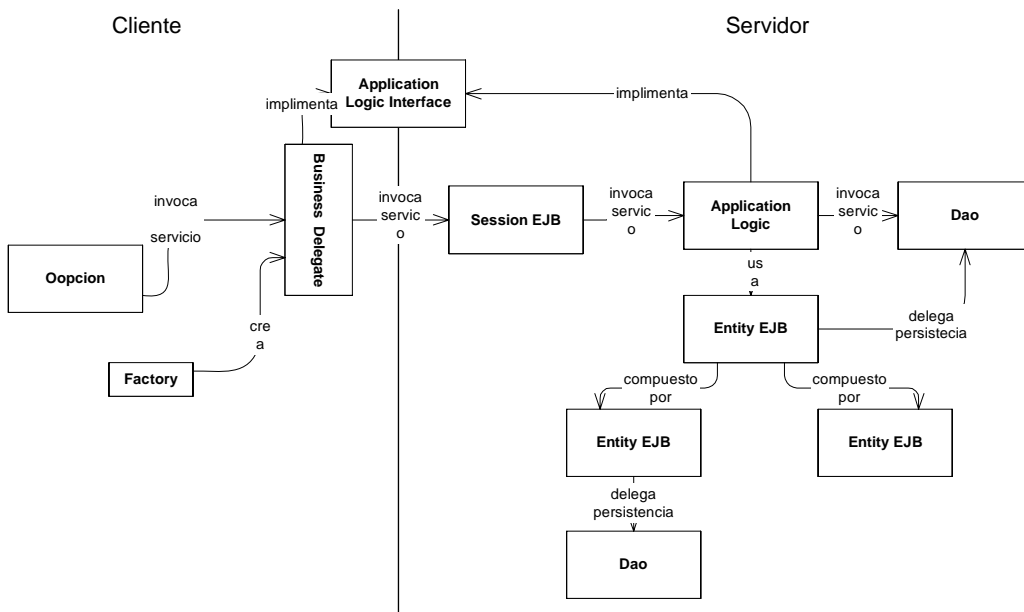 Cliente
Servidor
Application
Logic Interface
implimenta
implimenta
Business Delegate
invoca
servicio
invoca
servic
o
Session EJB
invoca
servic
o
Application
Logic
invoca
servic
o
Dao
Oopcion
us
a
cre
a
Entity EJB
delega
persistecia
Factory
compuesto
por
compuesto
por
Entity EJB
Entity EJB
delega
persistencia
Dao